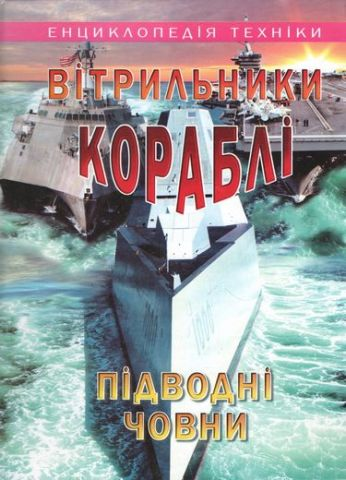 ЕНЦИКЛОПЕДІЯ ТЕХНІКИ
ВІТРИЛЬНИКИ
КОРАБЛІ
ПІДВОДНІ
ЧОВНИ